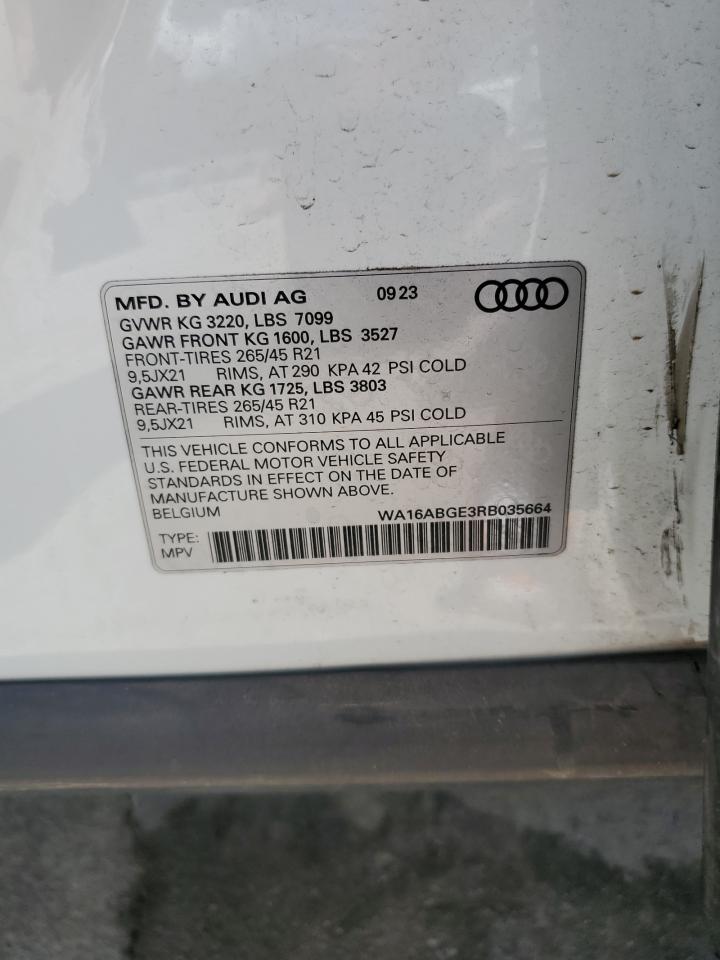 MFD. BY AUDI AG 09 23
GVWR KG 3220, LBS 7099
GAWR FRONT KG 1600, LBS 3527
FRONT-TIRES 265/45 R21
9,5JX21 RIMS, AT 290 KPA 42 PSI COLD
GAWR REAR KG 1725, LBS 3803
REAR-TIRES 265/45 R21
9,5JX21 RIMS, AT 310 KPA 45 PSI COLD
THIS VEHICLE CONFORMS TO ALL APPLICABLE
U.S. FEDERAL MOTOR VEHICLE SAFETY
STANDARDS IN EFFECT ON THE DATE OF
MANUFACTURE SHOWN ABOVE.
BELGIUM WA16ABGE3RB035664
TYPE:
MPV